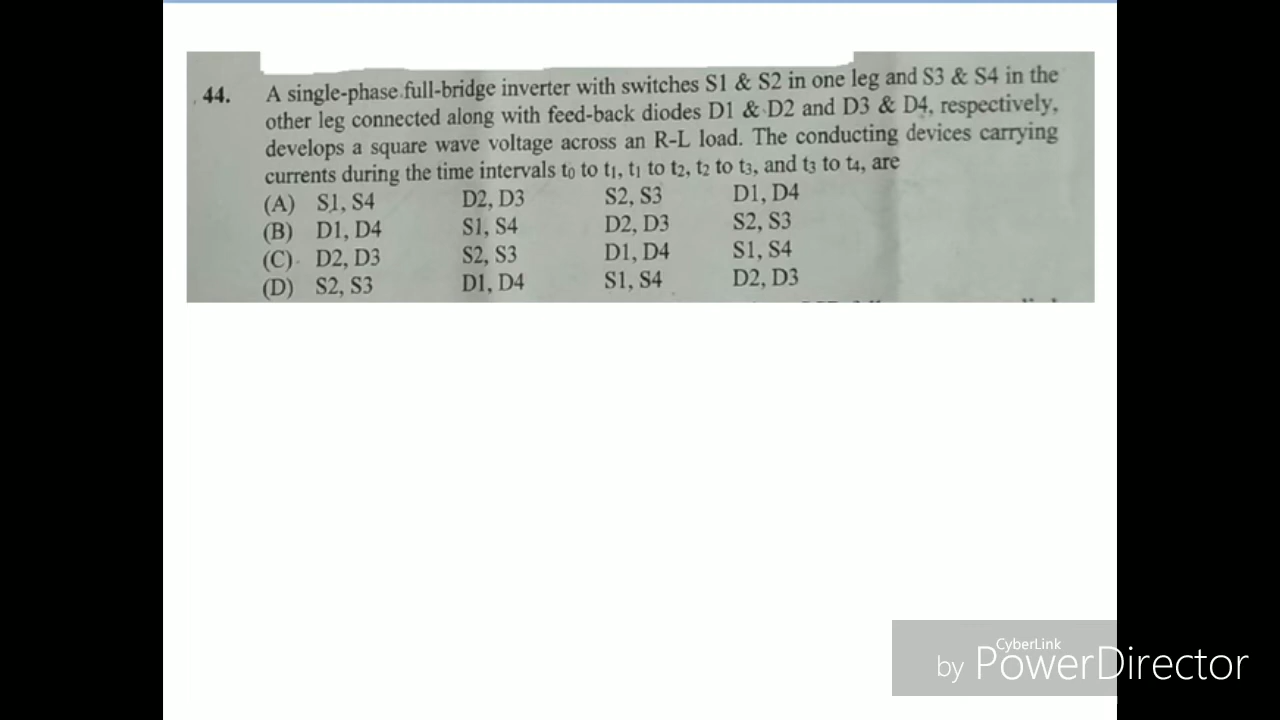 44. A single-phase full-bridge inverter with switches S1 & S2 in one leg and S3 & S4 in the
other leg connected along with feed-back diodes D1 & D2 and D3 & D4, respectively,
develops a square wave voltage across an R-L load. The conducting devices carrying
currents during the time intervals t0 to t1, t1 to t2, t2 to t3, and t3 to t4, are
(A) S1, S4 D2, D3 S2, S3 D1, D4
(B) D1, D4 S1, S4 D2, D3 S2, S3
(C) D2, D3 S2, S3 D1, D4 S1, S4
(D) S2, S3 D1, D4 S1, S4 D2, D3
CyberLink
by PowerDirector